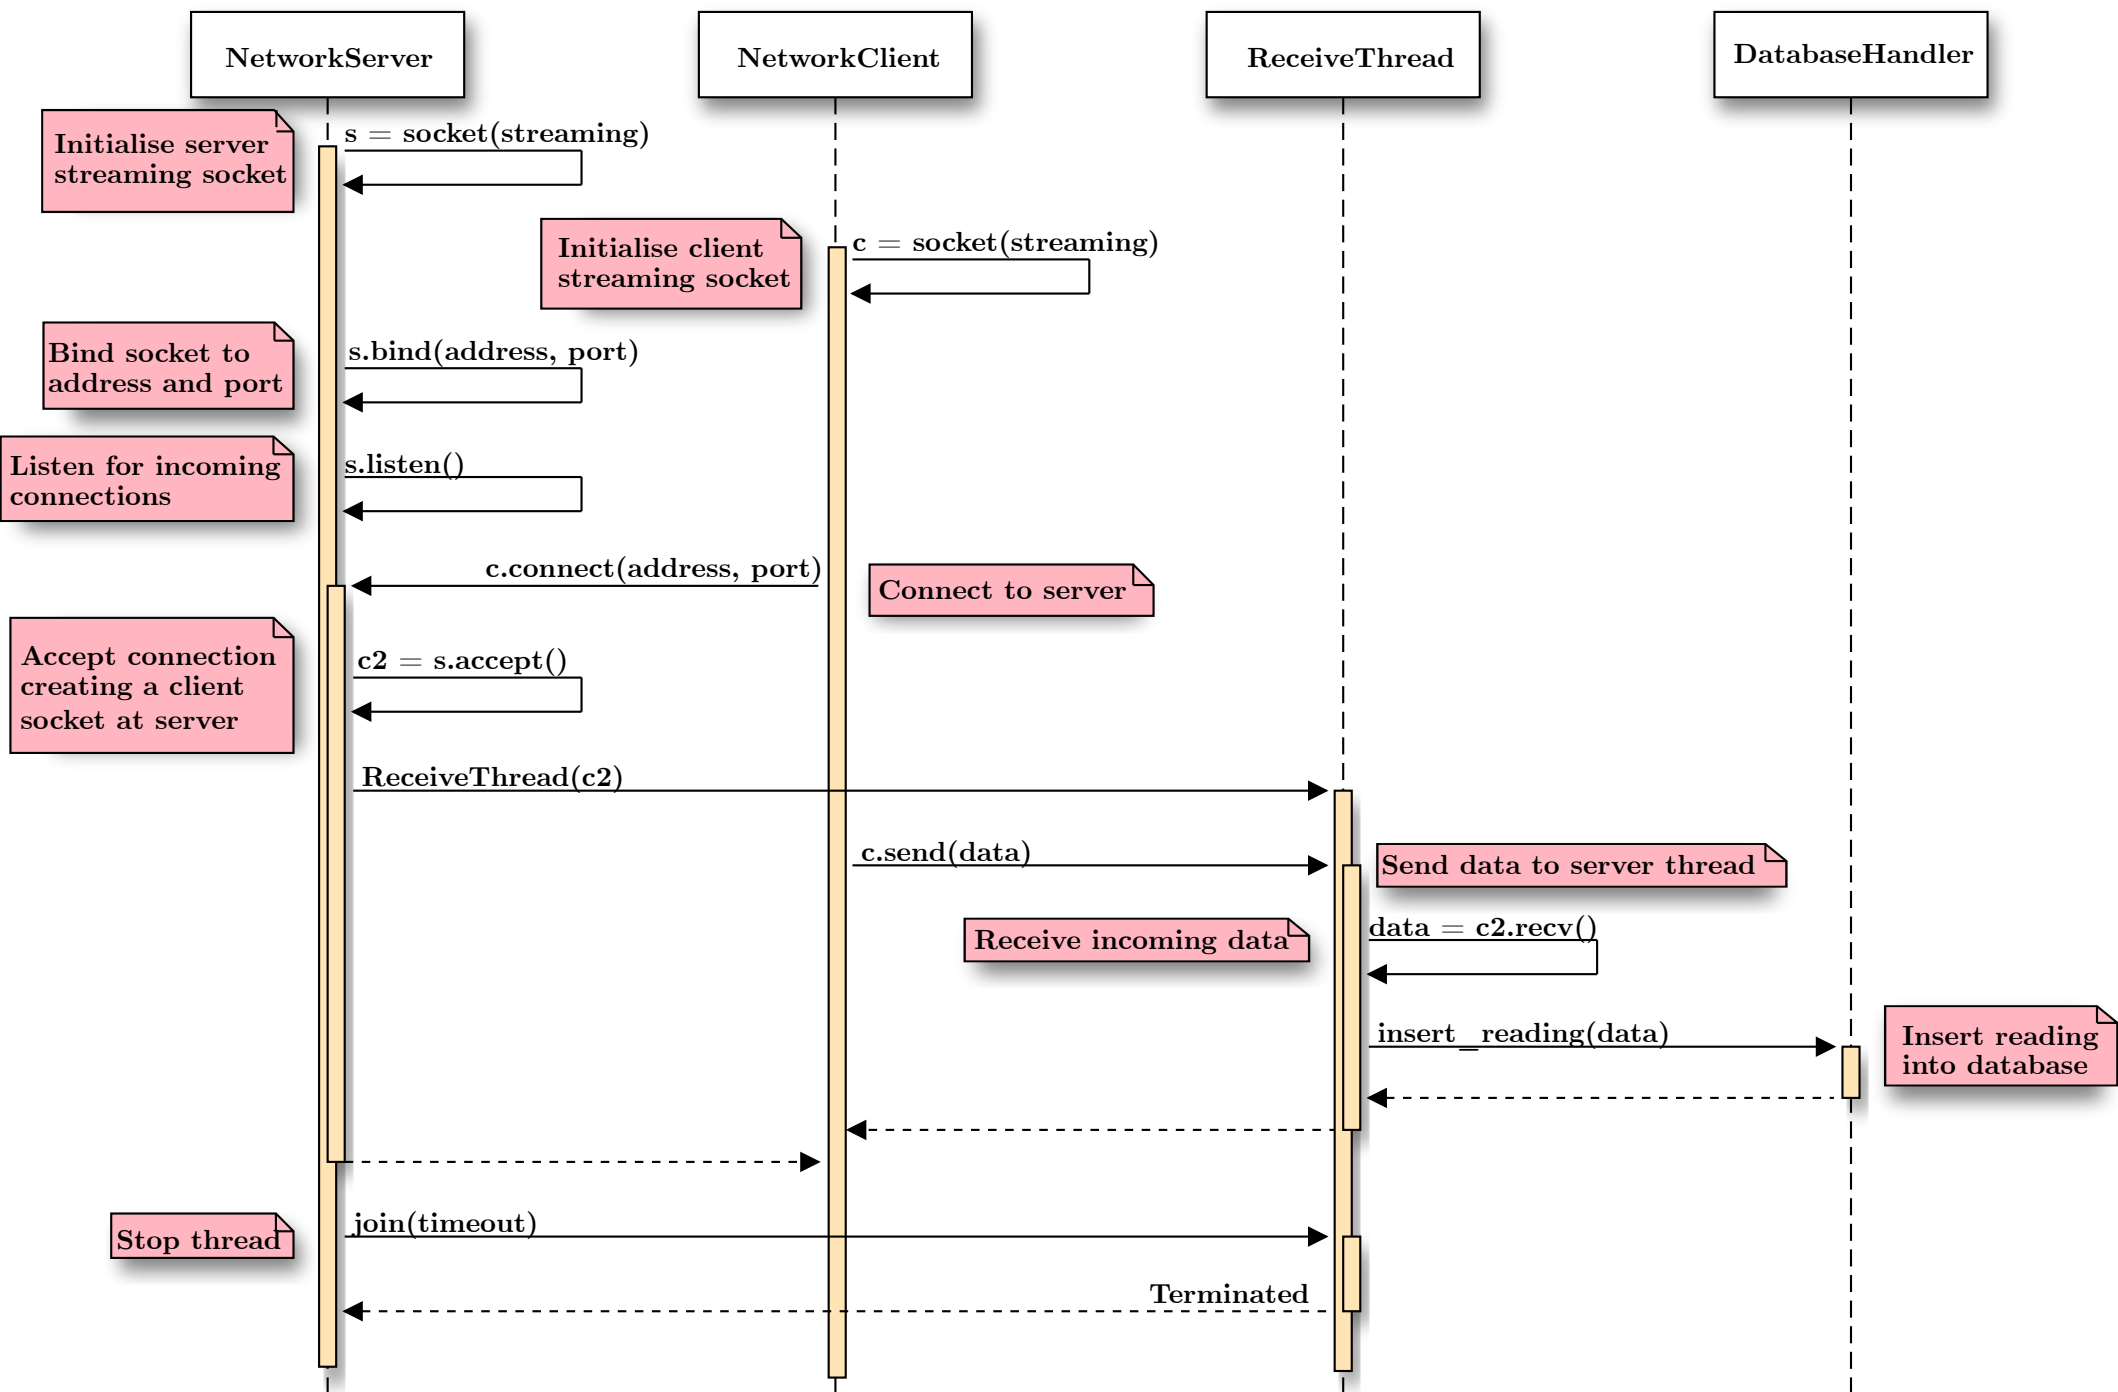 NetworkServer
NetworkClient
ReceiveThread
DatabaseHandler
Initialise server
streaming socket
s = socket(streaming)
Initialise client
streaming socket
c = socket(streaming)
Bind socket to
address and port
s.bind(address, port)
Listen for incoming
connections
s.listen()
c.connect(address, port)
Connect to server
Accept connection
creating a client
socket at server
c2 = s.accept()
ReceiveThread(c2)
c.send(data)
Send data to server thread
Receive incoming data
data = c2.recv()
insert_reading(data)
Insert reading
into database
Stop thread
.join(timeout)
Terminated